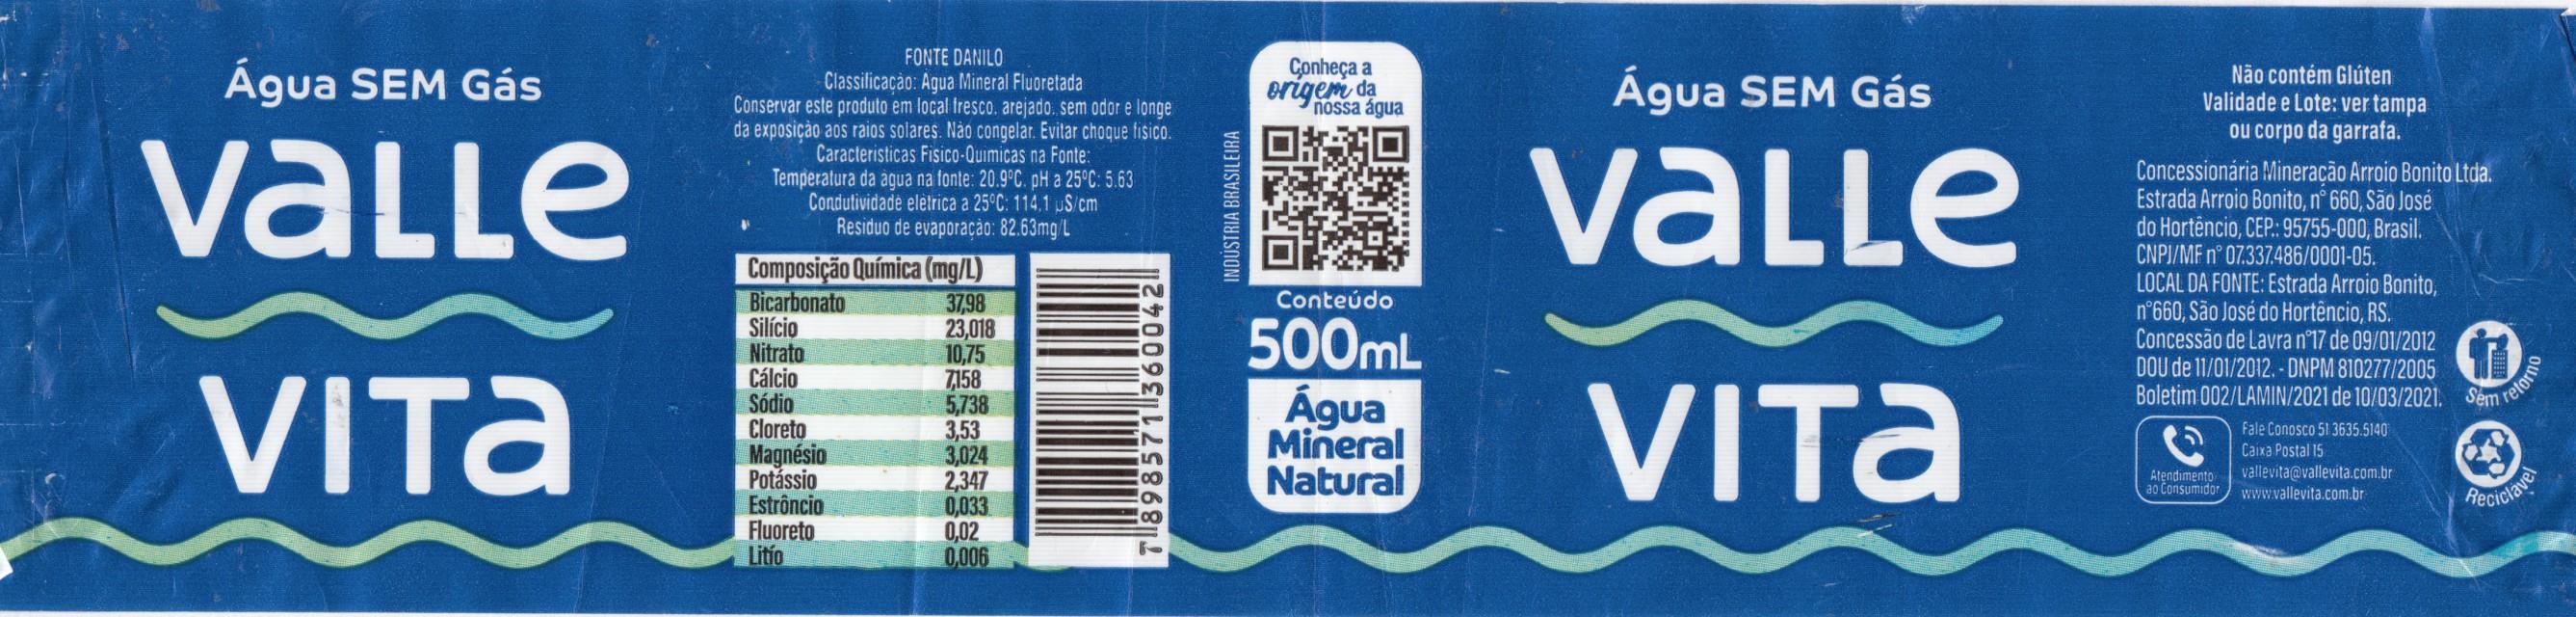 Água SEM Gás
VALLE
VITA
FONTE DANILO
Classificação: Água Mineral Fluoretada
Conservar este produto em local fresco, arejado, sem odor e longe
da exposição aos raios solares. Não congelar. Evitar choque físico.
Características Físico-Químicas na Fonte:
Temperatura da água na fonte: 20.9ºC. pH a 25ºC: 5.63
Condutividade elétrica a 25ºC: 114,1 µS/cm
Resíduo de evaporação: 82.63mg/L
Composição Química (mg/L)
Bicarbonato 37,98
Silício 23,018
Nitrato 10,75
Cálcio 7,158
Sódio 5,738
Cloreto 3,53
Magnésio 3,024
Potássio 2,347
Estrôncio 0,033
Fluoreto 0,02
Lítio 0,006
7 898571 360042
INDÚSTRIA BRASILEIRA
Conheça a
origem da
nossa água
Conteúdo
500mL
Água
Mineral
Natural
Água SEM Gás
VALLE
VITA
Não contém Glúten
Validade e Lote: ver tampa
ou corpo da garrafa.
Concessionária Mineração Arroio Bonito Ltda.
Estrada Arroio Bonito, nº 660, São José
do Hortêncio, CEP.: 95755-000, Brasil.
CNPJ/MF nº 07.337.486/0001-05.
LOCAL DA FONTE: Estrada Arroio Bonito,
nº660, São José do Hortêncio, RS.
Concessão de Lavra nº17 de 09/01/2012
DOU de 11/01/2012. - DNPM 810277/2005
Boletim 002/LAMIN/2021 de 10/03/2021.
Sem retorno
Atendimento
ao Consumidor
Fale Conosco 51 3635.5140
Caixa Postal 15
vallevita@vallevita.com.br
www.vallevita.com.br
Reciclável